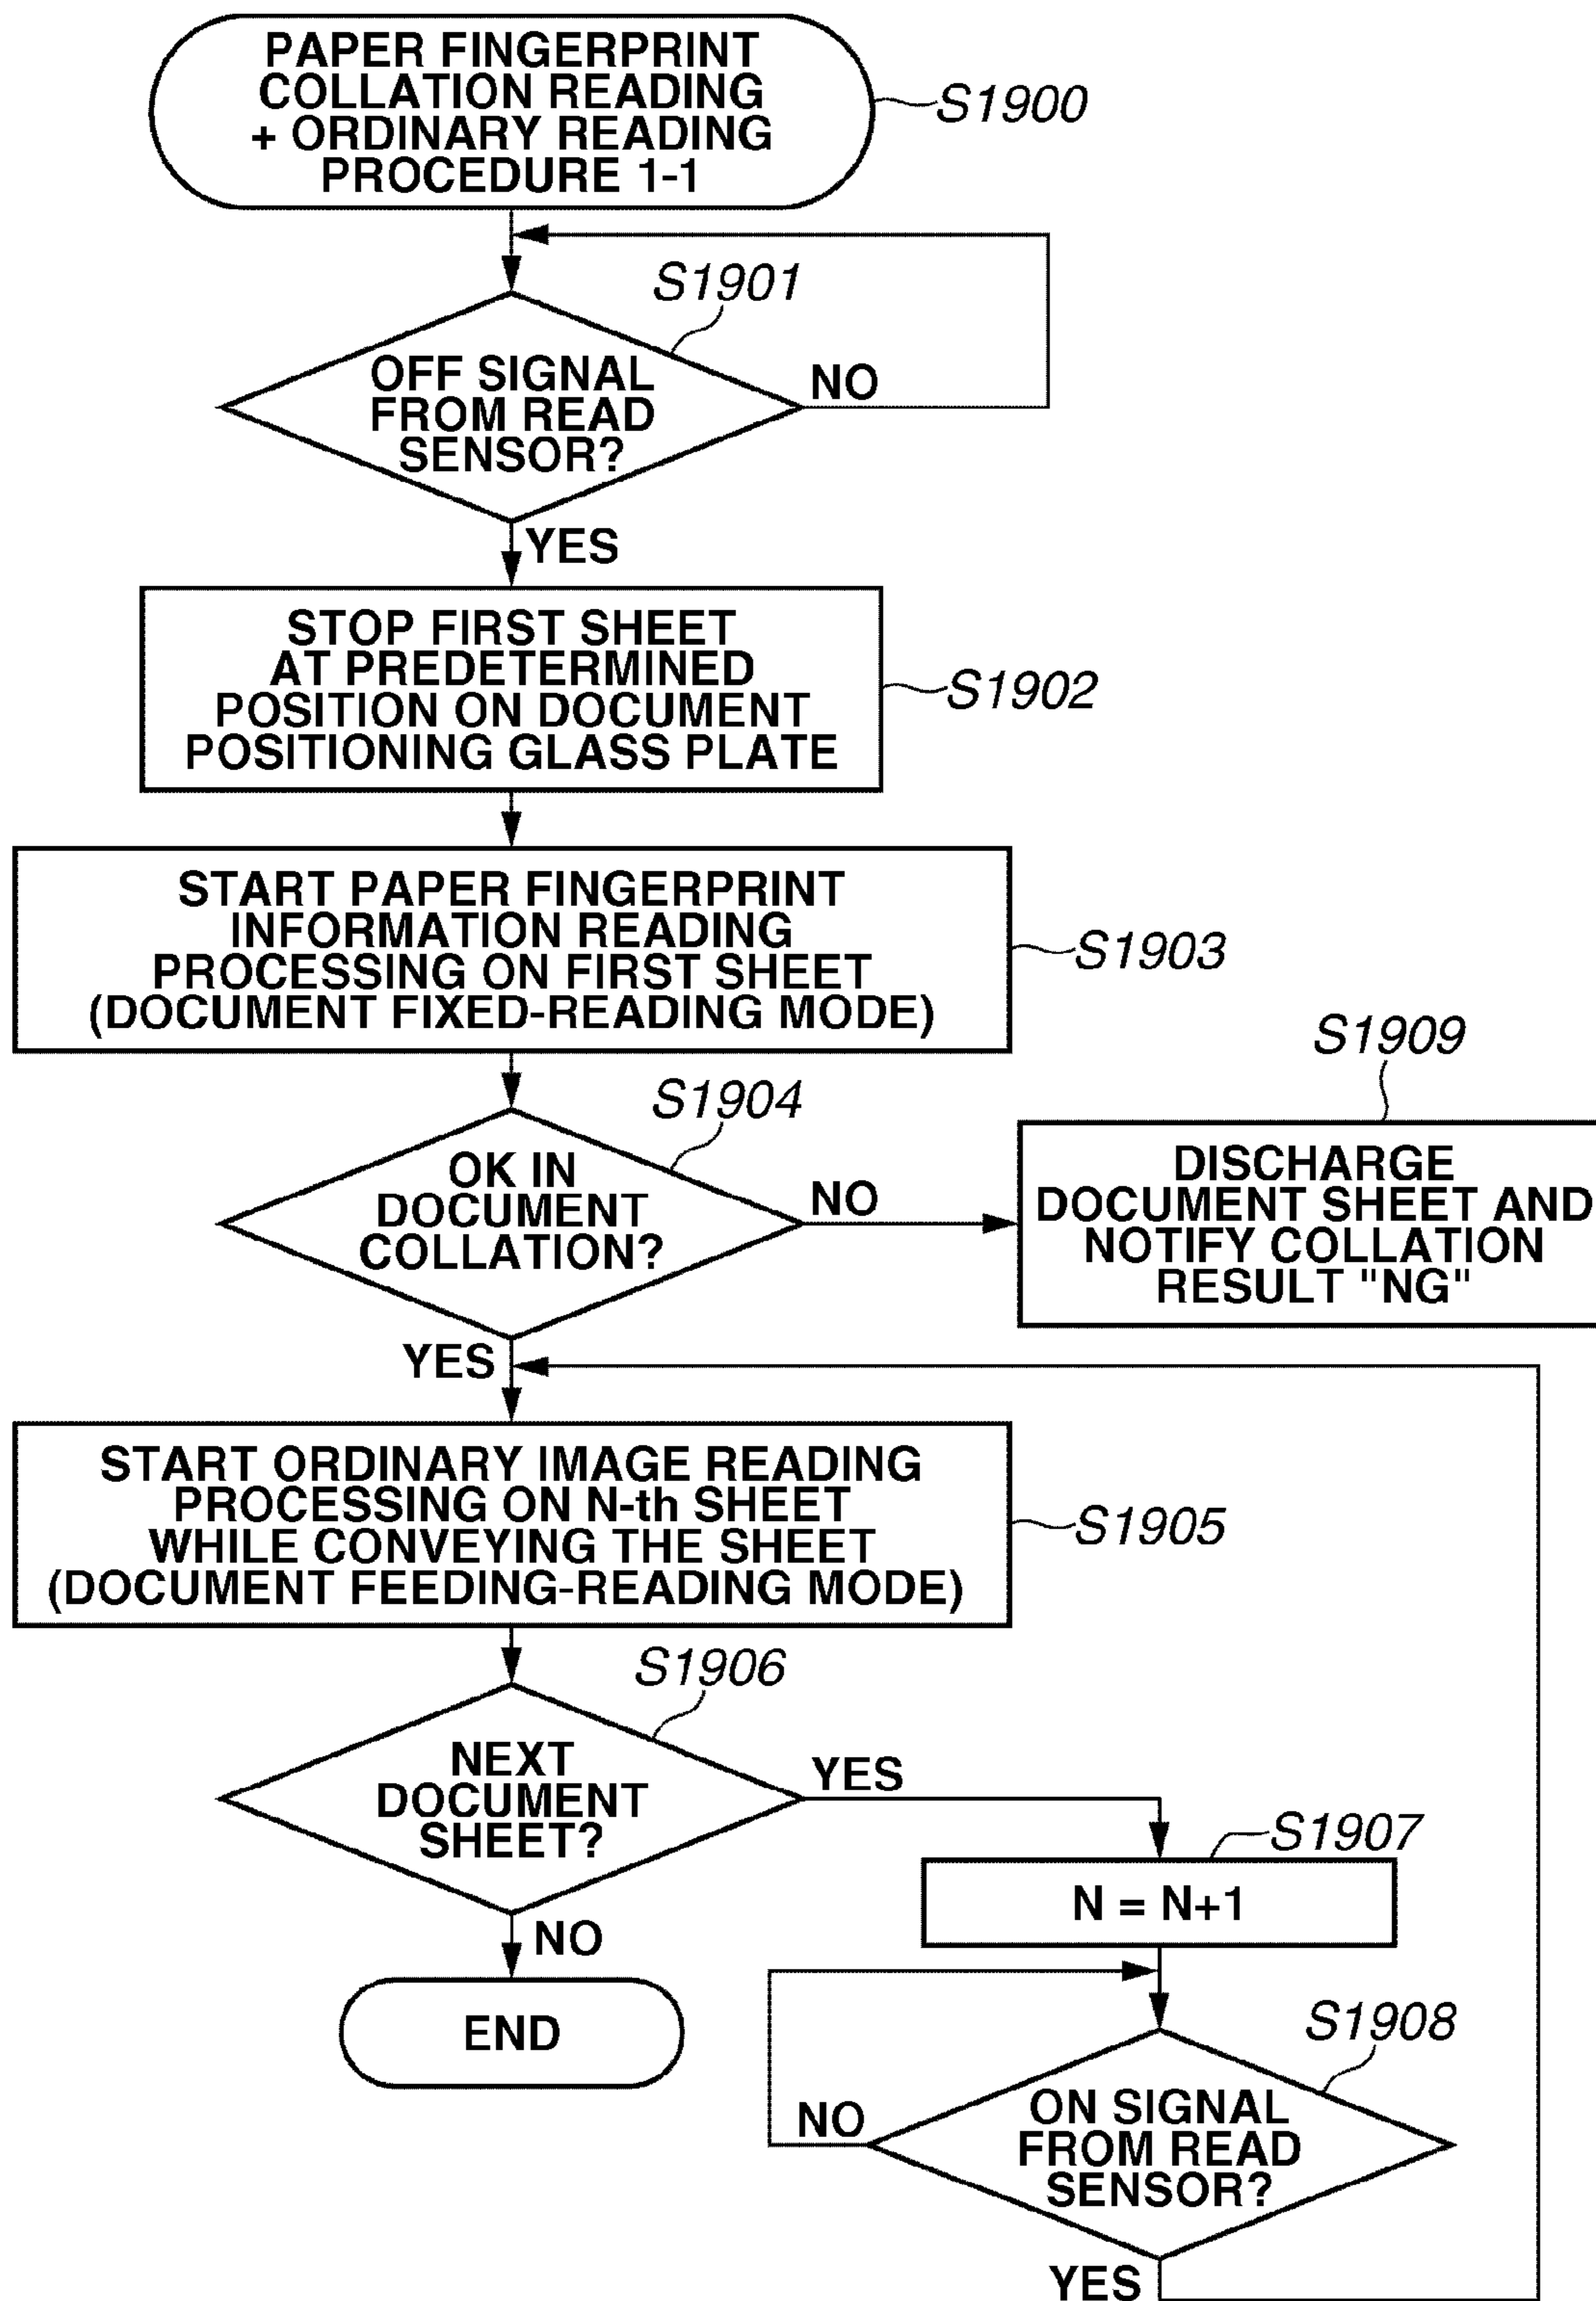 PAPER FINGERPRINT
COLLATION READING
+ ORDINARY READING
PROCEDURE 1-1
S1900
S1901
OFF SIGNAL
FROM READ
SENSOR?
NO
YES
STOP FIRST SHEET
AT PREDETERMINED
POSITION ON DOCUMENT
POSITIONING GLASS PLATE
S1902
START PAPER FINGERPRINT
INFORMATION READING
PROCESSING ON FIRST SHEET
(DOCUMENT FIXED-READING MODE)
S1903
S1904
OK IN
DOCUMENT
COLLATION?
NO
S1909
DISCHARGE
DOCUMENT SHEET AND
NOTIFY COLLATION
RESULT "NG"
YES
START ORDINARY IMAGE READING
PROCESSING ON N-th SHEET
WHILE CONVEYING THE SHEET
(DOCUMENT FEEDING-READING MODE)
S1905
S1906
NEXT
DOCUMENT
SHEET?
YES
S1907
N = N+1
NO
END
S1908
ON SIGNAL
FROM READ
SENSOR?
NO
YES